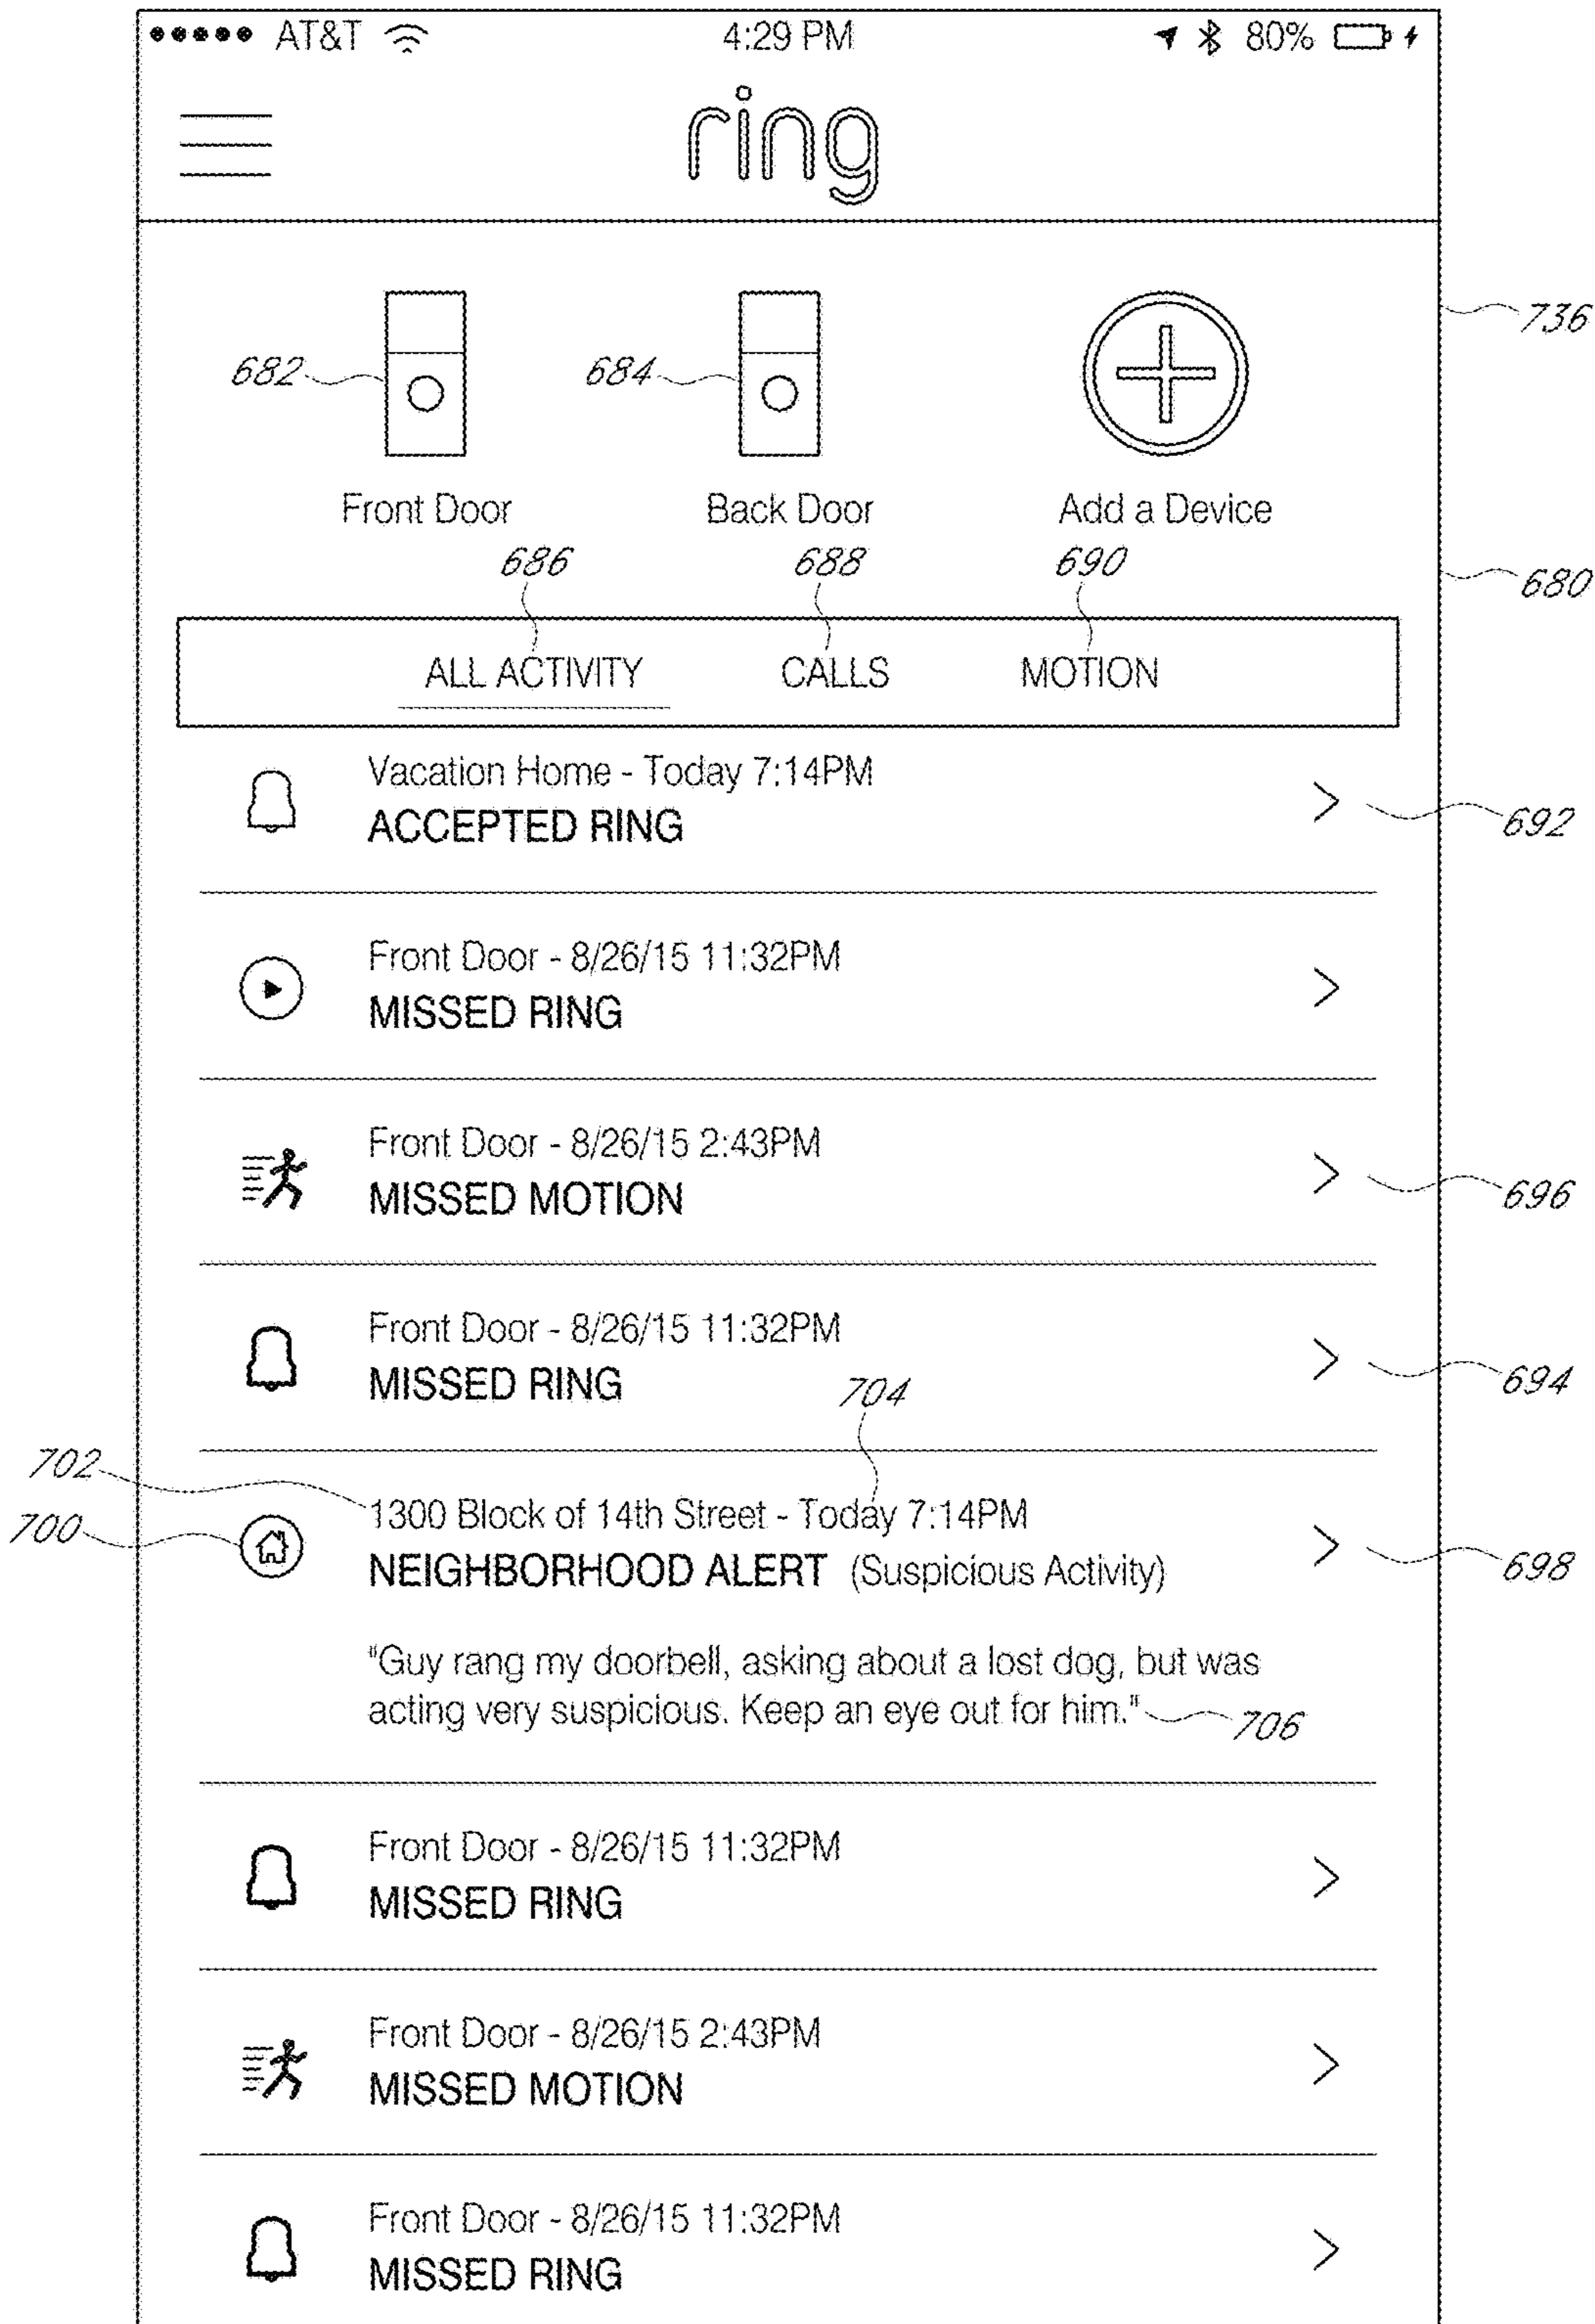 AT&T 4:29 PM 80%
ring
736
682 684
Front Door Back Door Add a Device
686 688 690
680
ALL ACTIVITY CALLS MOTION
Vacation Home - Today 7:14PM
ACCEPTED RING
692
Front Door - 8/26/15 11:32PM
MISSED RING
Front Door - 8/26/15 2:43PM
MISSED MOTION
696
Front Door - 8/26/15 11:32PM
MISSED RING
694
704
702
1300 Block of 14th Street - Today 7:14PM
700
NEIGHBORHOOD ALERT (Suspicious Activity)
698
"Guy rang my doorbell, asking about a lost dog, but was
acting very suspicious. Keep an eye out for him."
706
Front Door - 8/26/15 11:32PM
MISSED RING
Front Door - 8/26/15 2:43PM
MISSED MOTION
Front Door - 8/26/15 11:32PM
MISSED RING